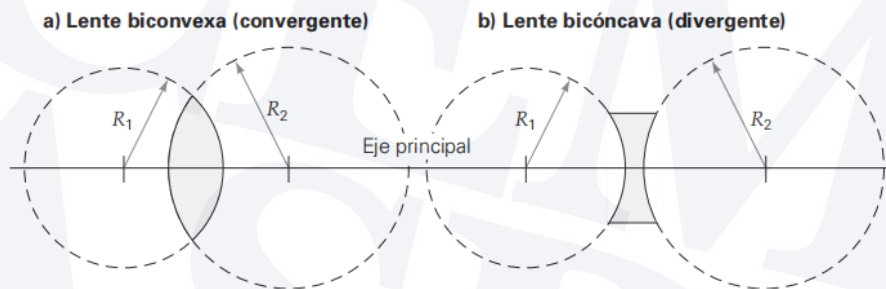 a) Lente biconvexa (convergente)
b) Lente bicóncava (divergente)
R1
R2
Eje principal
R1
R2